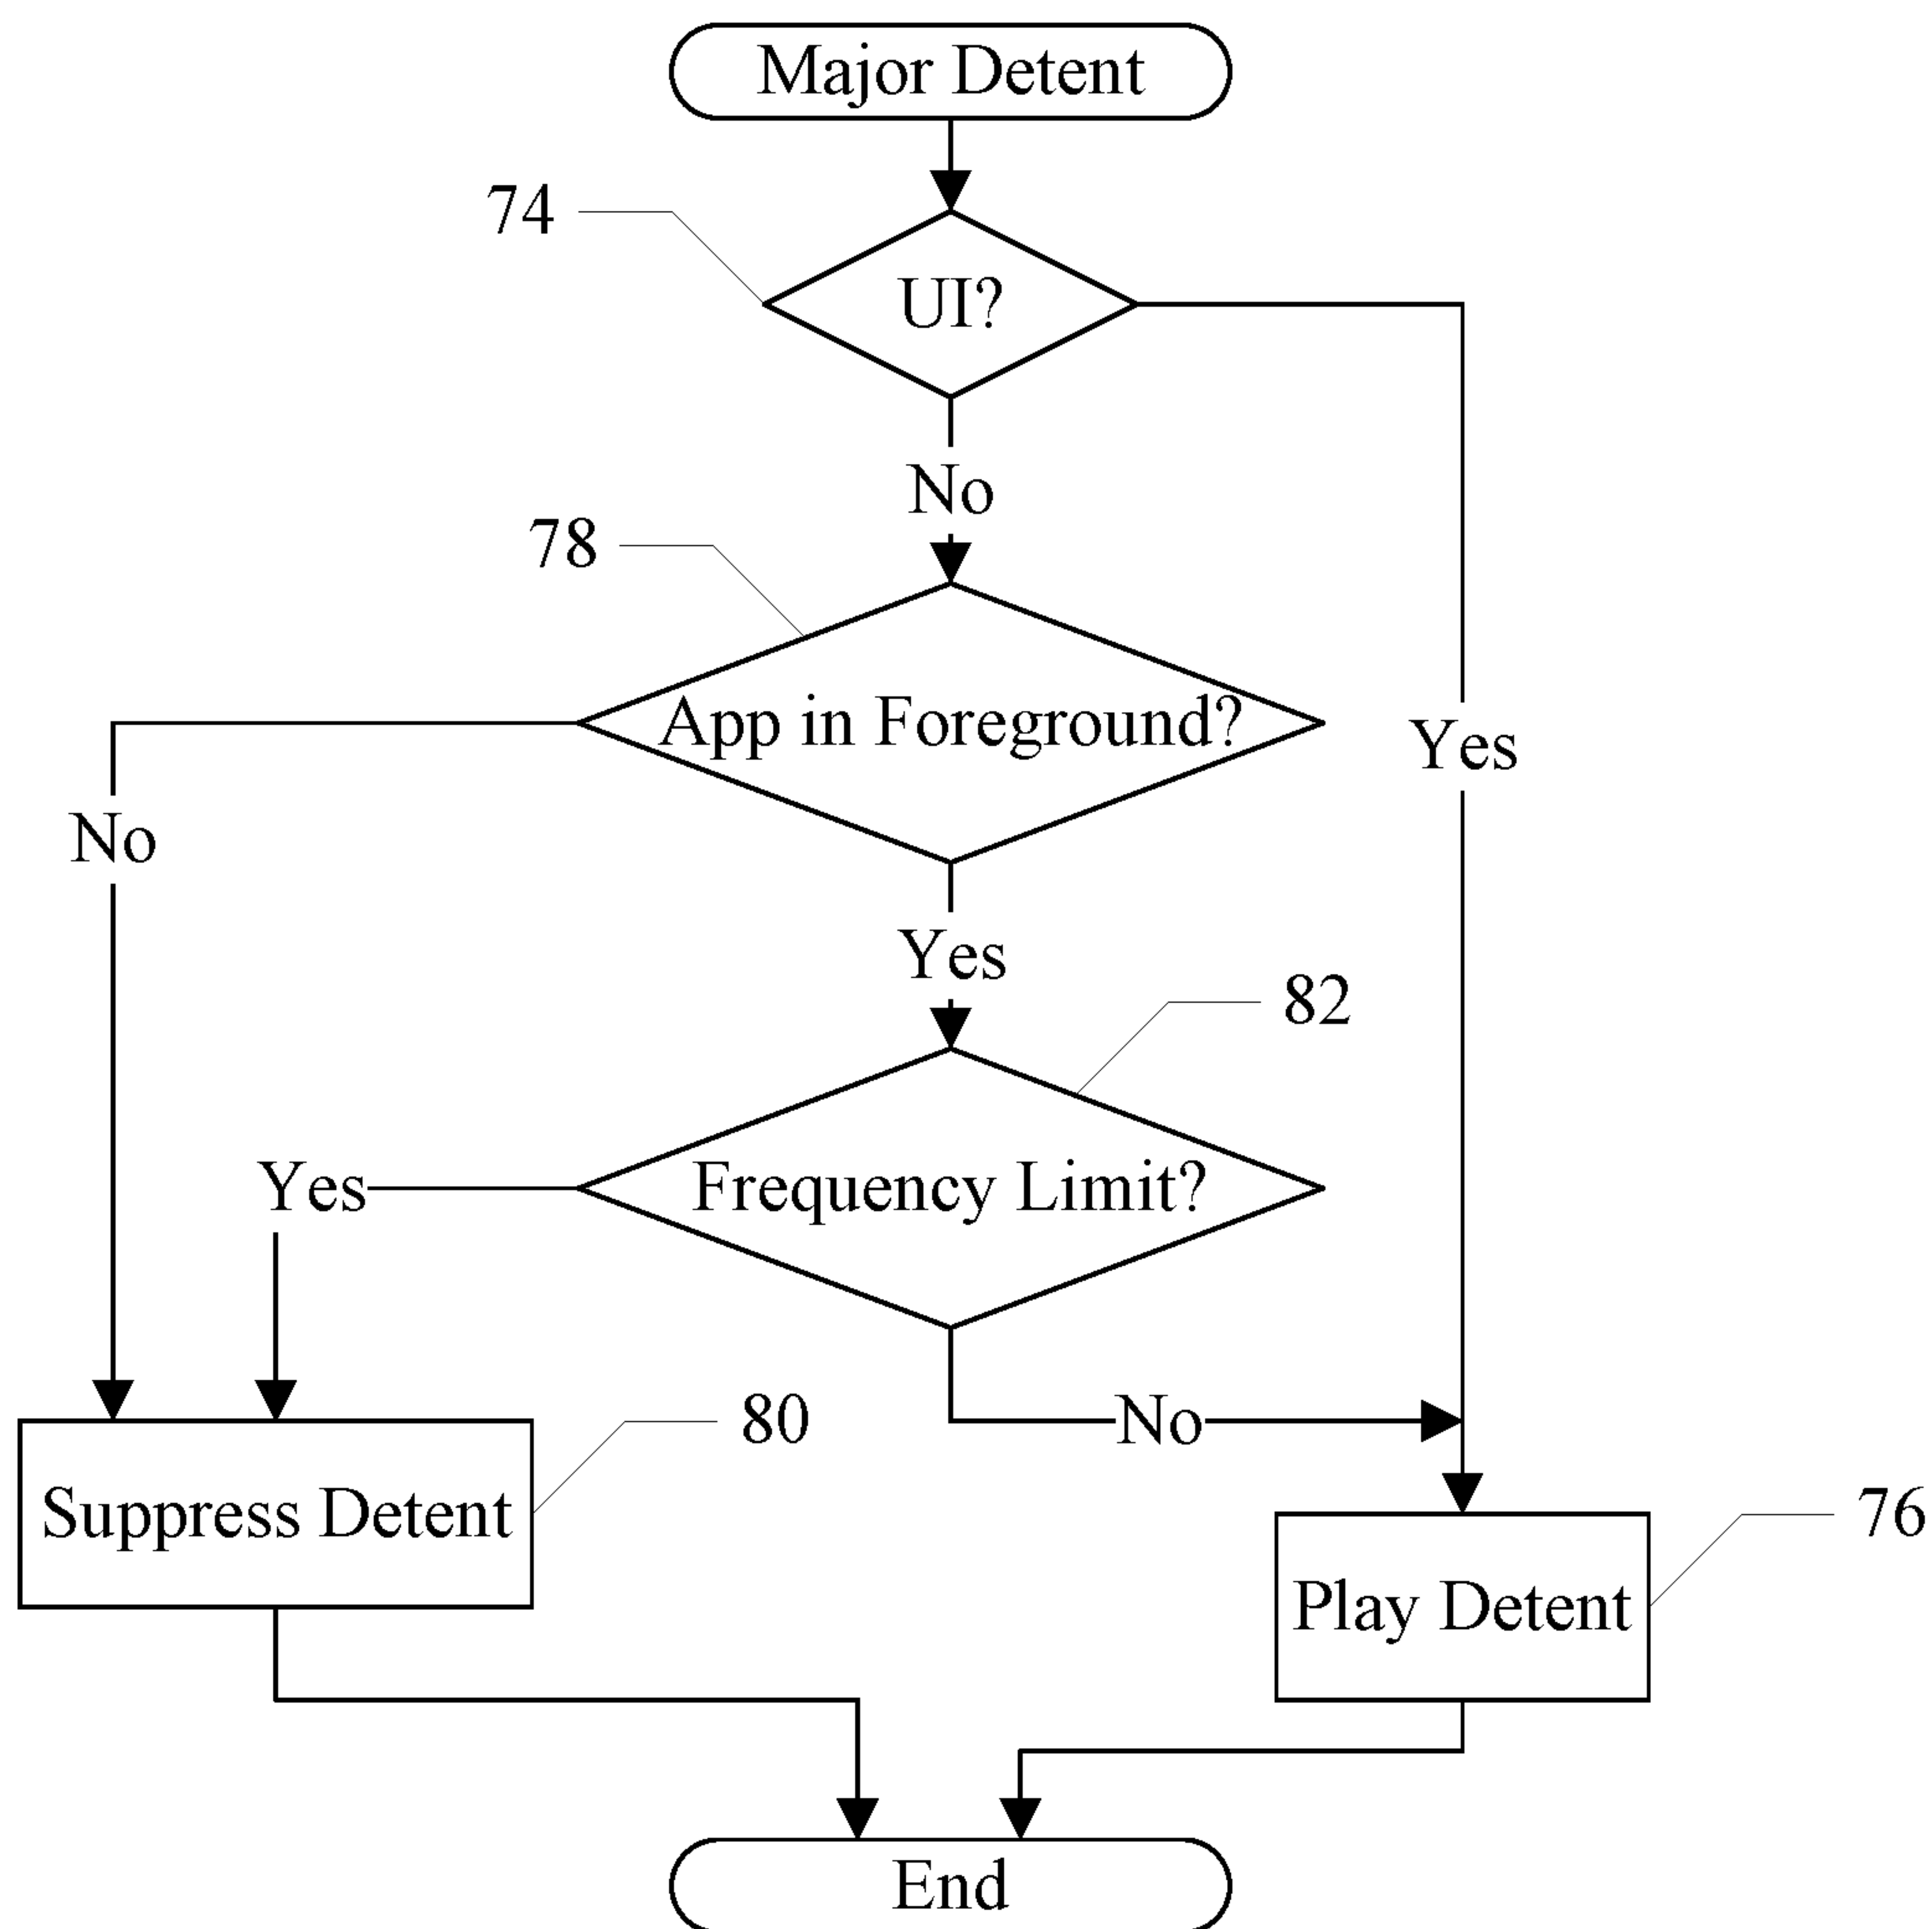 Major Detent
74
UI?
No
78
App in Foreground?
Yes
No
Yes
82
Yes
Frequency Limit?
80
No
Suppress Detent
76
Play Detent
End